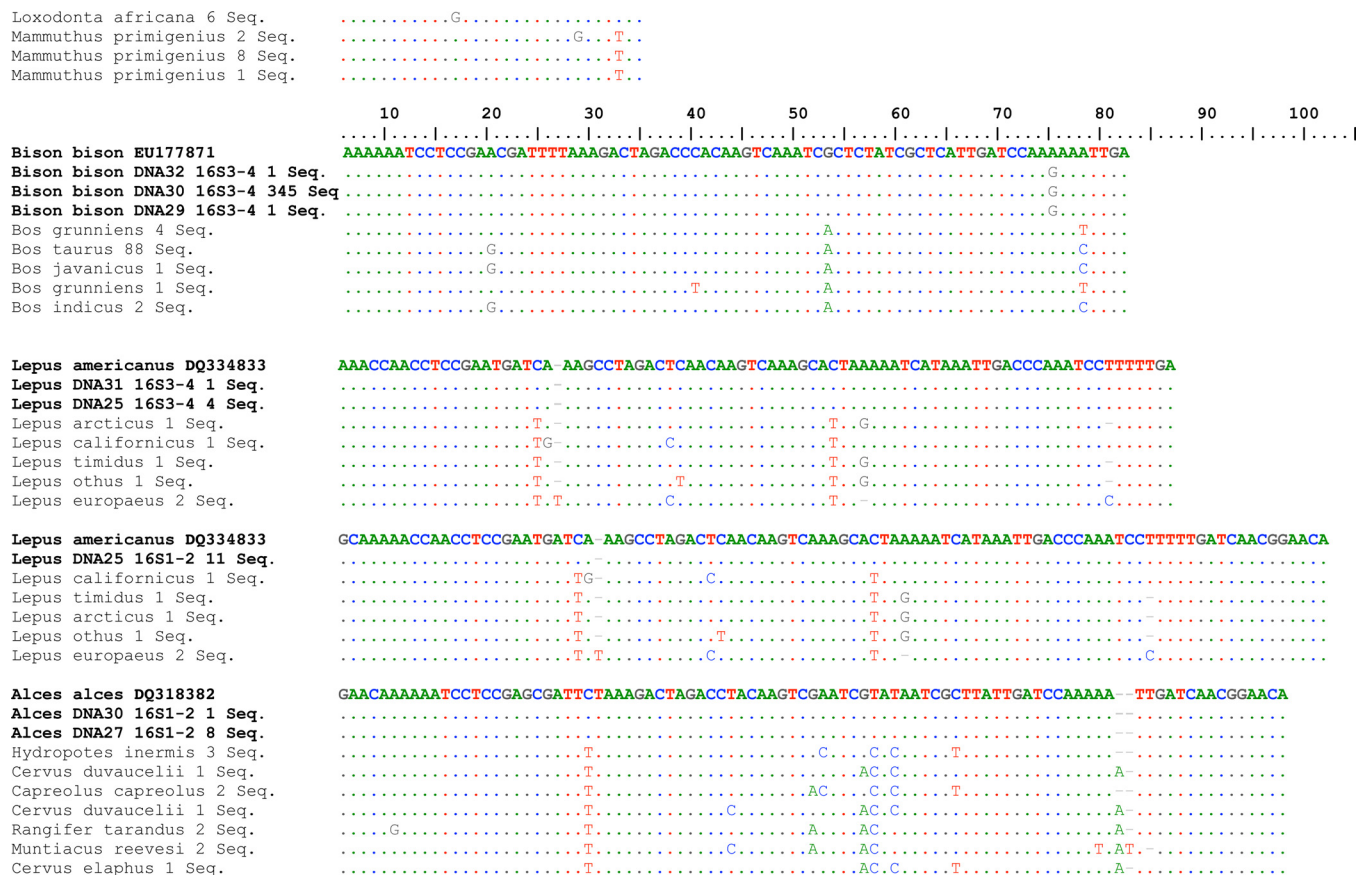 Loxodonta africana 6 Seq. ...........G..................
Mammuthus primigenius 2 Seq. .......................G...T..
Mammuthus primigenius 8 Seq. ...........................T..
Mammuthus primigenius 1 Seq. ...........................T..
10 20 30 40 50 60 70 80 90 100
Bison bison EU177871 AAAAAATCCTCCGAACGATTTTAAAGACTAGACCCACAAGTCAAATCGCTCTATCGCTCATTGATCCAAAAAATTGA
Bison bison DNA32 16S3-4 1 Seq. .....................................................................G.......
Bison bison DNA30 16S3-4 345 Seq .....................................................................G.......
Bison bison DNA29 16S3-4 1 Seq. .....................................................................G.......
Bos grunniens 4 Seq. ...............................................A........................T....
Bos taurus 88 Seq. ..............G................................A........................C....
Bos javanicus 1 Seq. ..............G................................A........................C....
Bos grunniens 1 Seq. ..................................T............A........................T....
Bos indicus 2 Seq. ..............G................................A........................C....
Lepus americanus DQ334833 AAACCAACCTCCGAATGATCA-AAGCCTAGACTCAACAAGTCAAAGCACTAAAAATCATAAATTGACCCAAATCCTTTTTGA
Lepus DNA31 16S3-4 1 Seq. .....................-............................................................
Lepus DNA25 16S3-4 4 Seq. .....................-............................................................
Lepus arcticus 1 Seq. ...................T.-..........................T..G.......................-......
Lepus californicus 1 Seq. ...................TG-..........C...............T.................................
Lepus timidus 1 Seq. ...................T.-..........................T..G.......................-......
Lepus othus 1 Seq. ...................T.-...........T..............T..G.......................-......
Lepus europaeus 2 Seq. ...................T.T..........C...............T..-.......................C......
Lepus americanus DQ334833 GCAAAAACCAACCTCCGAATGATCA-AAGCCTAGACTCAACAAGTCAAAGCACTAAAAATCATAAATTGACCCAAATCCTTTTTGATCAACGGAACA
Lepus DNA25 16S1-2 11 Seq. .........................-.......................................................................
Lepus californicus 1 Seq. .......................TG-..........C...............T............................................
Lepus timidus 1 Seq. .......................T.-..........................T..G.......................-.................
Lepus arcticus 1 Seq. .......................T.-..........................T..G.......................-.................
Lepus othus 1 Seq. .......................T.-...........T..............T..G.......................-.................
Lepus europaeus 2 Seq. .......................T.T..........C...............T..-.......................C.................
Alces alces DQ318382 GAACAAAAAATCCTCCGAGCGATTCTAAAGACTAGACCTACAAGTCGAATCGTATAATCGCTTATTGATCCAAAAA--TTGATCAACGGAACA
Alces DNA30 16S1-2 1 Seq. ............................................................................--...............
Alces DNA27 16S1-2 8 Seq. ............................................................................--...............
Hydropotes inermis 3 Seq. ........................T......................C....C.C.....T...............--...............
Cervus duvaucelii 1 Seq. ........................T..........................AC.C.....................A-...............
Capreolus capreolus 2 Seq. ........................T.....................AC....C.C.....T...............--...............
Cervus duvaucelii 1 Seq. ........................T.............C............AC.C.....................A-...............
Rangifer tarandus 2 Seq. .....G..................T.....................A....AC.......................A-...............
Muntiacus reevesi 2 Seq. ........................T.............C.......A....AC.....................T.AT.-.............
Cervus elaphus 1 Seq. ........................T..........................AC.C.....T...............A-...............